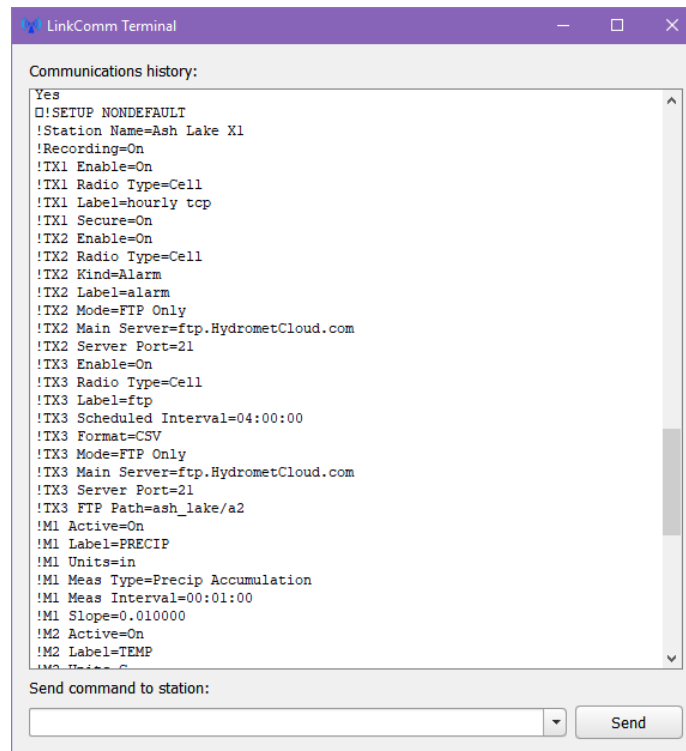 LinkComm Terminal
Communications history:
Yes
□!SETUP NONDEFAULT
!Station Name=Ash Lake X1
!Recording=On
!TX1 Enable=On
!TX1 Radio Type=Cell
!TX1 Label=hourly tcp
!TX1 Secure=On
!TX2 Enable=On
!TX2 Radio Type=Cell
!TX2 Kind=Alarm
!TX2 Label=alarm
!TX2 Mode=FTP Only
!TX2 Main Server=ftp.HydrometCloud.com
!TX2 Server Port=21
!TX3 Enable=On
!TX3 Radio Type=Cell
!TX3 Label=ftp
!TX3 Scheduled Interval=04:00:00
!TX3 Format=CSV
!TX3 Mode=FTP Only
!TX3 Main Server=ftp.HydrometCloud.com
!TX3 Server Port=21
!TX3 FTP Path=ash_lake/a2
!M1 Active=On
!M1 Label=PRECIP
!M1 Units=in
!M1 Meas Type=Precip Accumulation
!M1 Meas Interval=00:01:00
!M1 Slope=0.010000
!M2 Active=On
!M2 Label=TEMP
!M2 Units=C
Send command to station:
Send